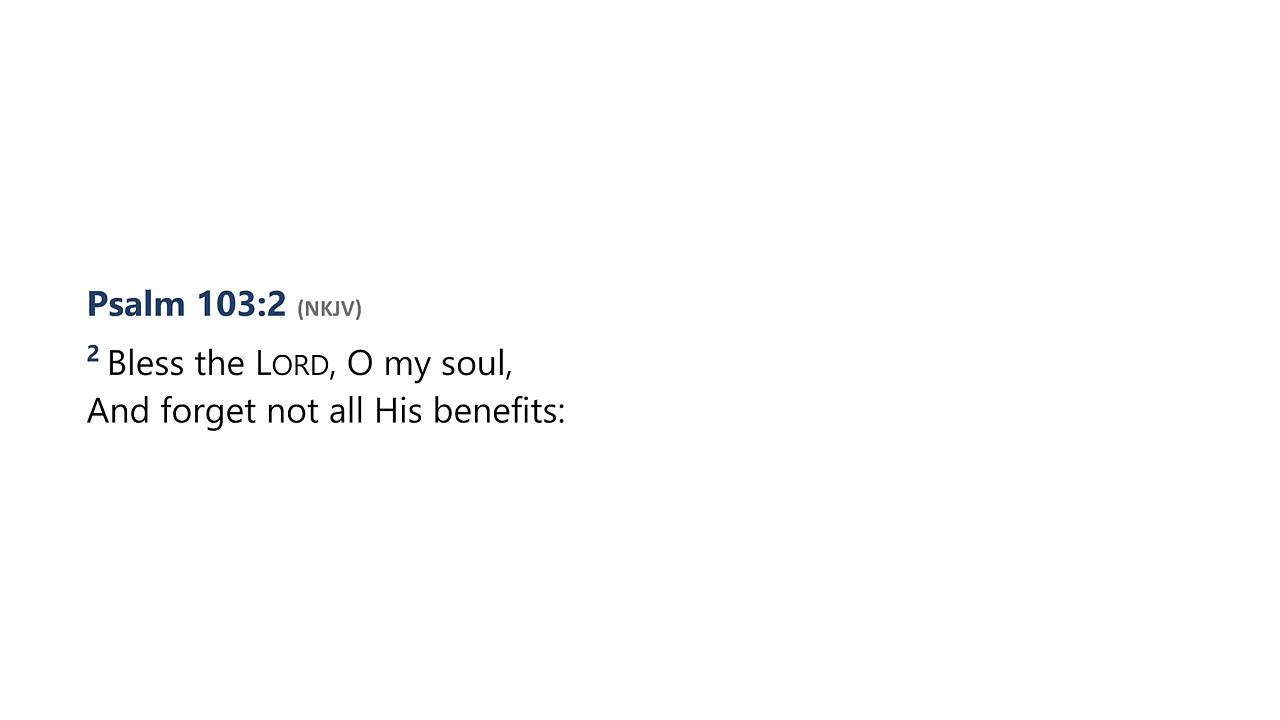 Psalm 103:2 (NKJV)
2 Bless the LORD, O my soul,
And forget not all His benefits: